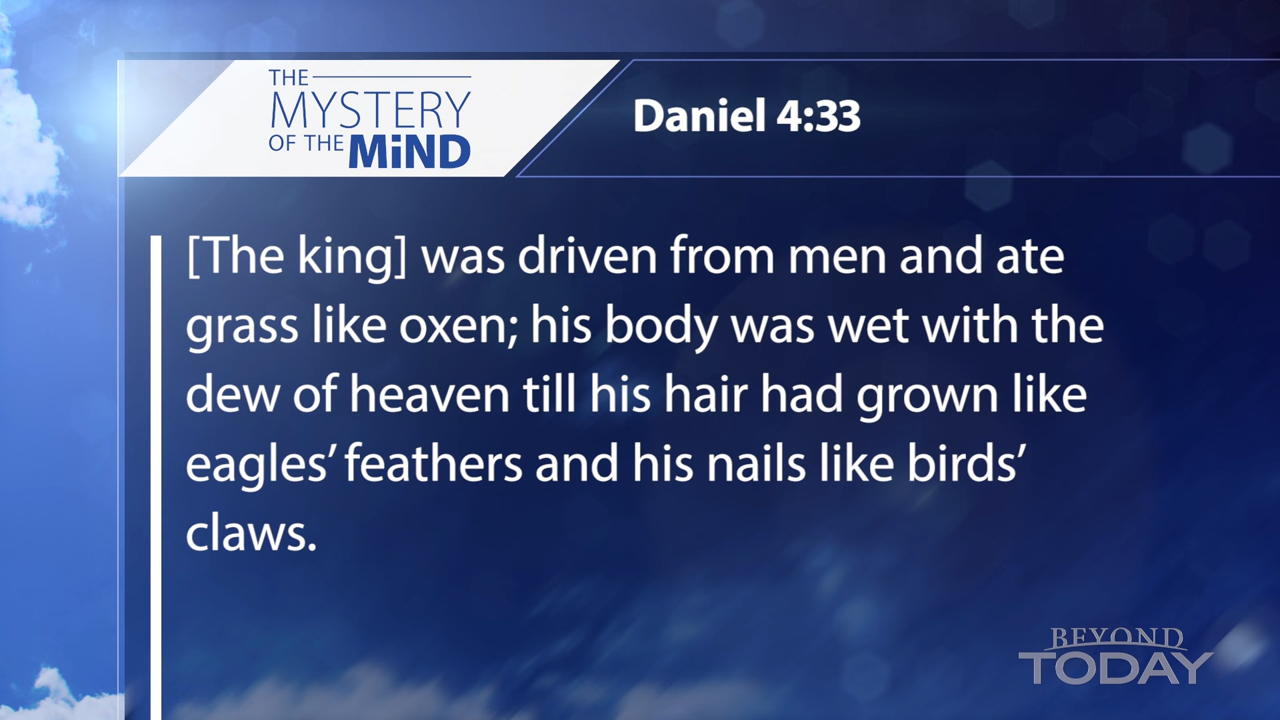 THE
MYSTERY
OF THE MiND
Daniel 4:33
[The king] was driven from men and ate
grass like oxen; his body was wet with the
dew of heaven till his hair had grown like
eagles’ feathers and his nails like birds’
claws.
BEYOND
TODAY